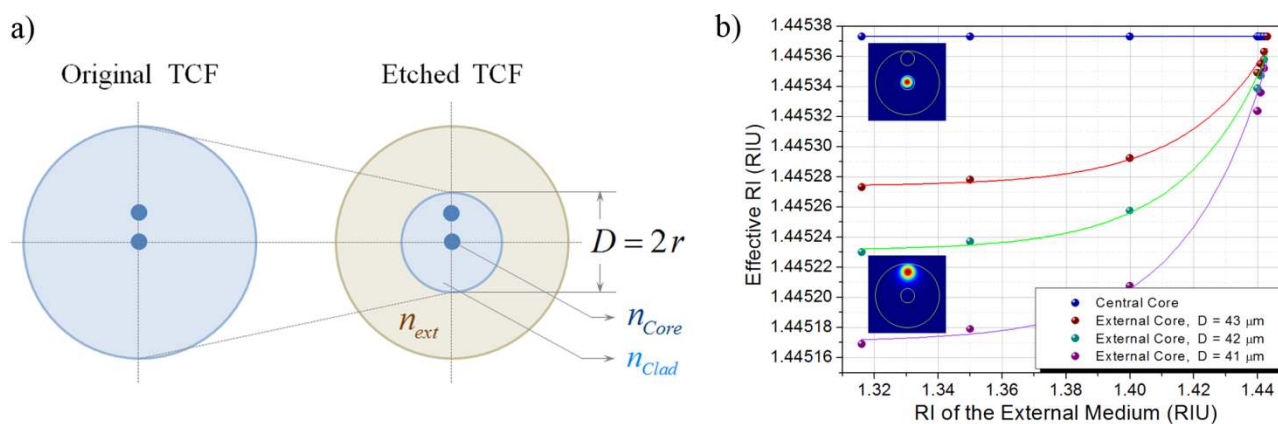 a)
Original TCF
Etched TCF
D = 2r
n_ext
n_Core
n_Clad
b)
Effective RI (RIU)
1.44538
1.44536
1.44534
1.44532
1.44530
1.44528
1.44526
1.44524
1.44522
1.44520
1.44518
1.44516
Central Core
External Core, D = 43 μm
External Core, D = 42 μm
External Core, D = 41 μm
1.32 1.34 1.36 1.38 1.40 1.42 1.44
RI of the External Medium (RIU)